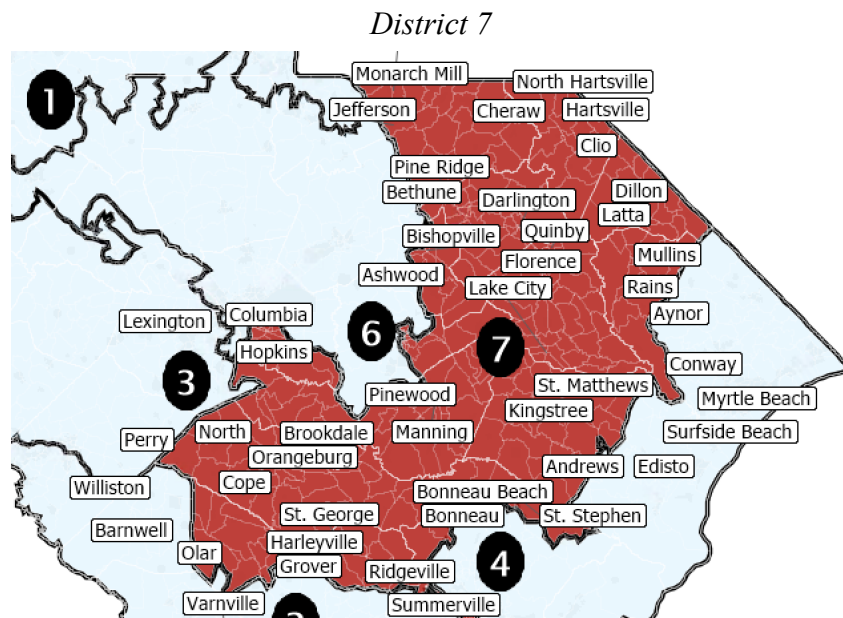 District 7
Monarch Mill
North Hartsville
1
Jefferson
Cheraw
Hartsville
Clio
Pine Ridge
Bethune
Darlington
Dillon
Latta
Bishopville
Quinby
Mullins
Ashwood
Florence
Lake City
Rains
Lexington
Columbia
Aynor
6
7
Hopkins
3
Conway
Pinewood
St. Matthews
Myrtle Beach
Kingstree
Perry
North
Brookdale
Manning
Surfside Beach
Orangeburg
Andrews
Edisto
Williston
Cope
Bonneau Beach
Barnwell
St. George
Bonneau
St. Stephen
Olar
Harleyville
4
Grover
Ridgeville
Varnville
Summerville